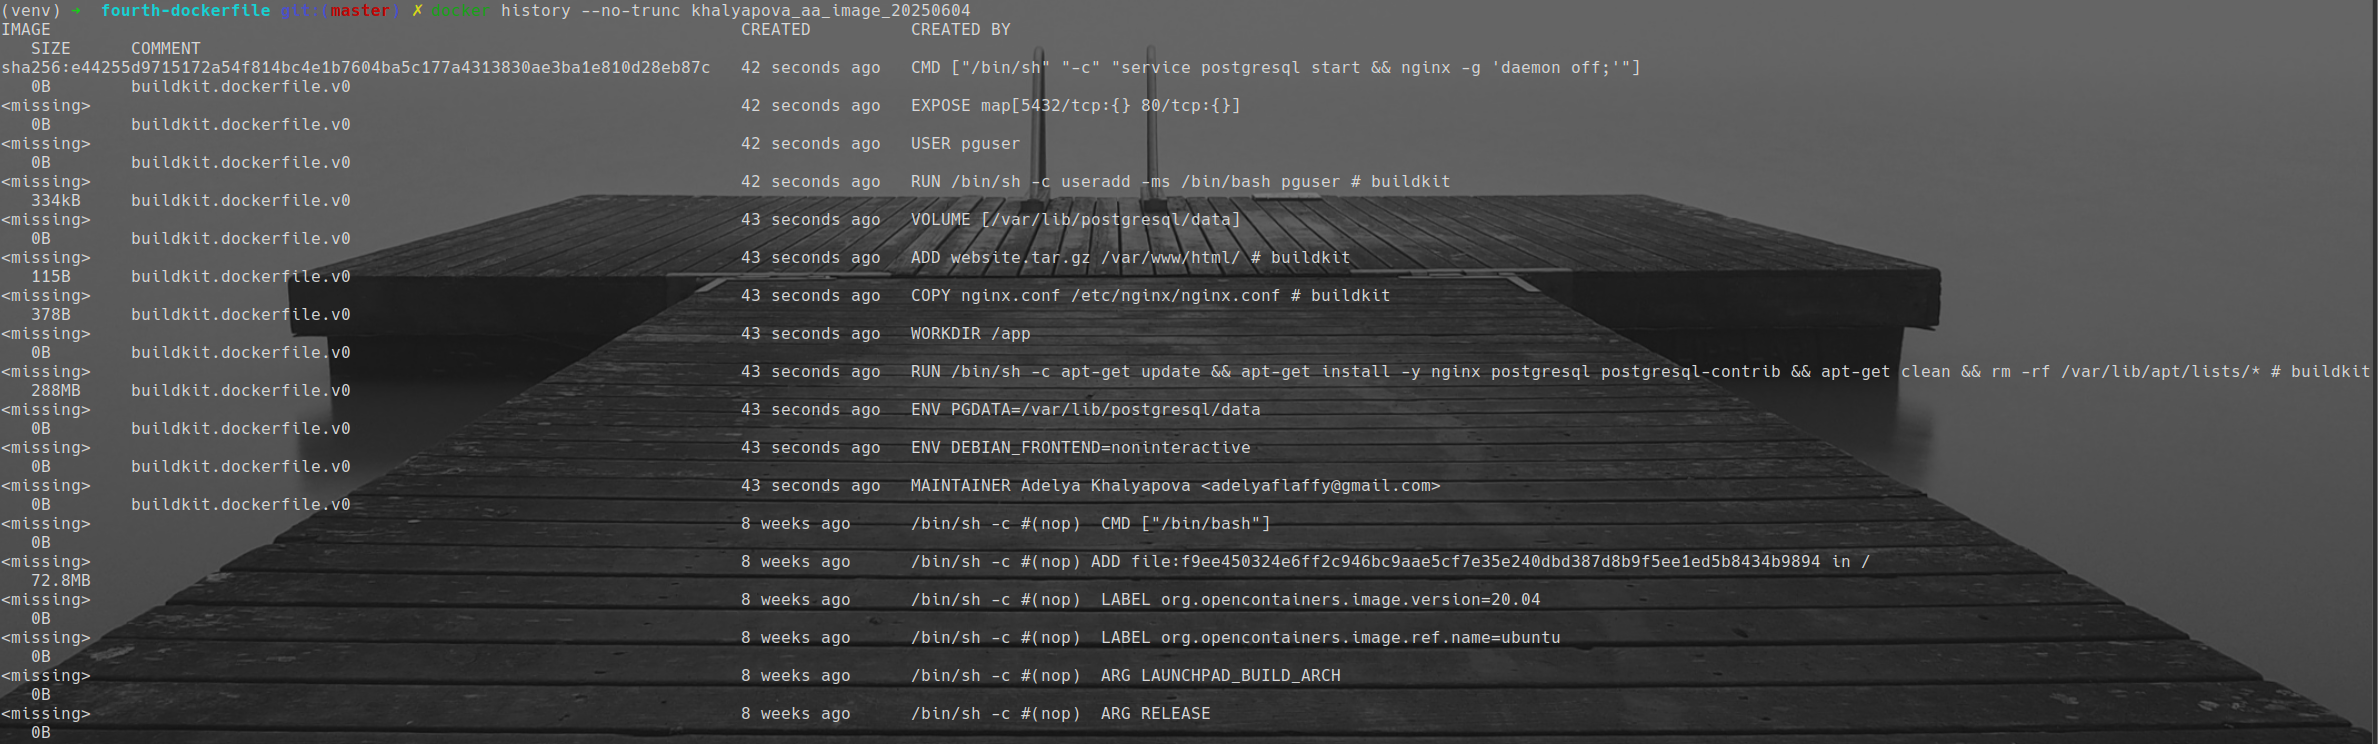 (venv) ➜  fourth-dockerfile git:(master) ✗ docker history --no-trunc khalyapova_aa_image_20250604
IMAGE                                                                     CREATED          CREATED BY
   SIZE      COMMENT
sha256:e44255d9715172a54f814bc4e1b7604ba5c177a4313830ae3ba1e810d28eb87c   42 seconds ago   CMD ["/bin/sh" "-c" "service postgresql start && nginx -g 'daemon off;'"]
   0B        buildkit.dockerfile.v0
<missing>                                                                 42 seconds ago   EXPOSE map[5432/tcp:{} 80/tcp:{}]
   0B        buildkit.dockerfile.v0
<missing>                                                                 42 seconds ago   USER pguser
   0B        buildkit.dockerfile.v0
<missing>                                                                 42 seconds ago   RUN /bin/sh -c useradd -ms /bin/bash pguser # buildkit
   334kB     buildkit.dockerfile.v0
<missing>                                                                 43 seconds ago   VOLUME [/var/lib/postgresql/data]
   0B        buildkit.dockerfile.v0
<missing>                                                                 43 seconds ago   ADD website.tar.gz /var/www/html/ # buildkit
   115B      buildkit.dockerfile.v0
<missing>                                                                 43 seconds ago   COPY nginx.conf /etc/nginx/nginx.conf # buildkit
   378B      buildkit.dockerfile.v0
<missing>                                                                 43 seconds ago   WORKDIR /app
   0B        buildkit.dockerfile.v0
<missing>                                                                 43 seconds ago   RUN /bin/sh -c apt-get update && apt-get install -y nginx postgresql postgresql-contrib && apt-get clean && rm -rf /var/lib/apt/lists/* # buildkit
   288MB     buildkit.dockerfile.v0
<missing>                                                                 43 seconds ago   ENV PGDATA=/var/lib/postgresql/data
   0B        buildkit.dockerfile.v0
<missing>                                                                 43 seconds ago   ENV DEBIAN_FRONTEND=noninteractive
   0B        buildkit.dockerfile.v0
<missing>                                                                 43 seconds ago   MAINTAINER Adelya Khalyapova <adelyaflaffy@gmail.com>
   0B        buildkit.dockerfile.v0
<missing>                                                                 8 weeks ago      /bin/sh -c #(nop)  CMD ["/bin/bash"]
   0B
<missing>                                                                 8 weeks ago      /bin/sh -c #(nop) ADD file:f9ee450324e6ff2c946bc9aae5cf7e35e240dbd387d8b9f5ee1ed5b8434b9894 in /
   72.8MB
<missing>                                                                 8 weeks ago      /bin/sh -c #(nop)  LABEL org.opencontainers.image.version=20.04
   0B
<missing>                                                                 8 weeks ago      /bin/sh -c #(nop)  LABEL org.opencontainers.image.ref.name=ubuntu
   0B
<missing>                                                                 8 weeks ago      /bin/sh -c #(nop)  ARG LAUNCHPAD_BUILD_ARCH
   0B
<missing>                                                                 8 weeks ago      /bin/sh -c #(nop)  ARG RELEASE
   0B